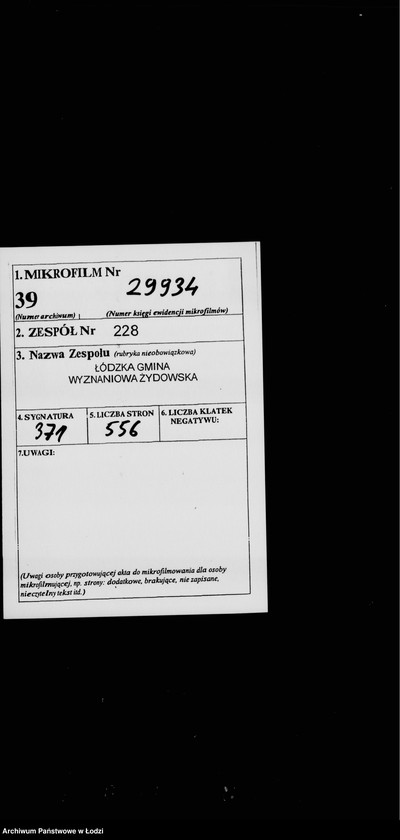 1. MIKROFILM Nr
39
29934
(Numer archiwum) (Numer księgi ewidencji mikrofilmów)
2. ZESPÓŁ Nr 228
3. Nazwa Zespołu (rubryka nieobowiązkowa)
ŁÓDZKA GMINA
WYZNANIOWA ŻYDOWSKA
4. SYGNATURA
371
5. LICZBA STRON
556
6. LICZBA KLATEK
NEGATYWU:
7. UWAGI:
(Uwagi osoby przygotowującej akta do mikrofilmowania dla osoby
mikrofilmującej, np. strony: dodatkowe, brakujące, nie zapisane,
nieczytelny tekst itd.)
Archiwum Państwowe w Łodzi